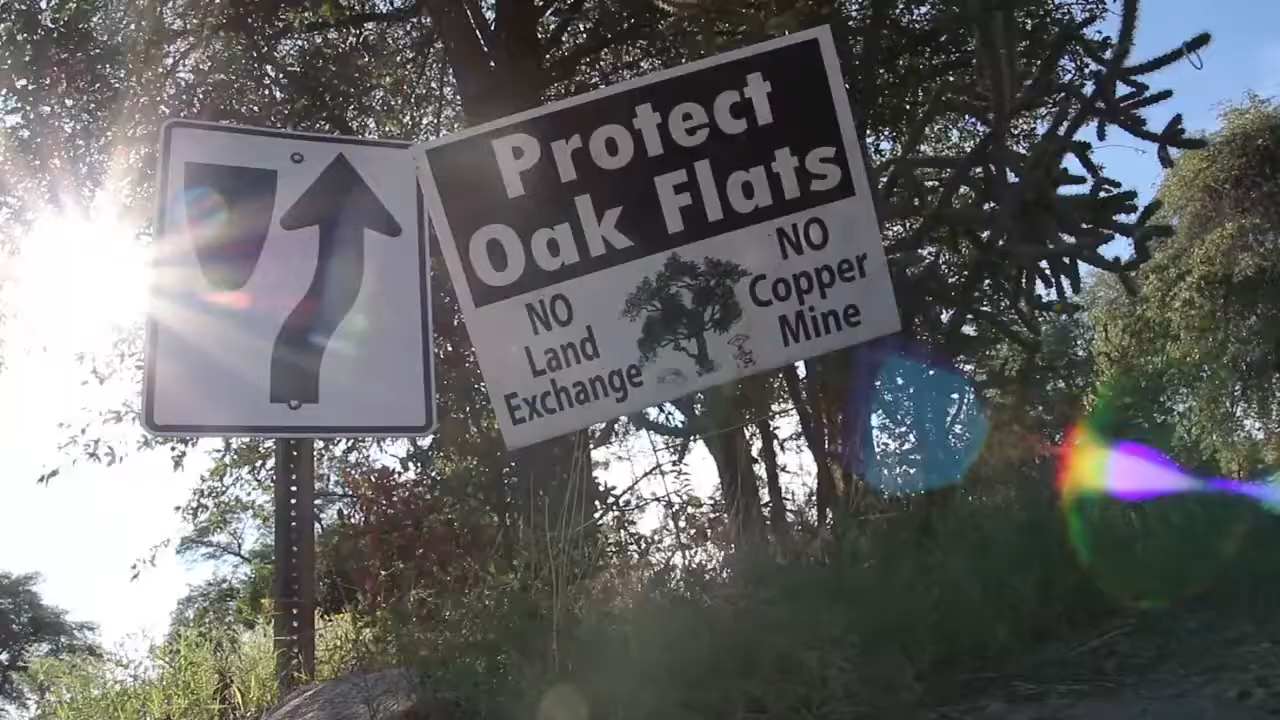 Protect
Oak Flats
NO
Land
Exchange
NO
Copper
Mine